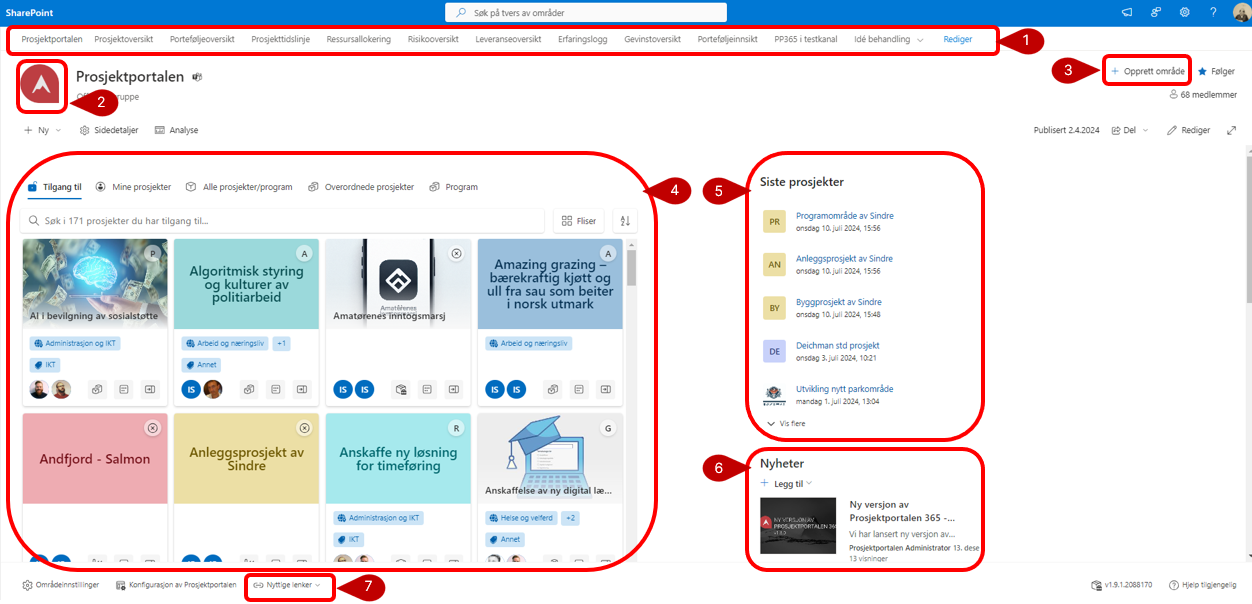 SharePoint
Søk på tvers av områder
?
Prosjektportalen Prosjektoversikt Porteføljeoversikt Prosjekttidslinje Ressursallokering Risikooversikt Leveranseoversikt Erfaringslogg Gevinstoversikt Porteføljeinnsikt PP365 i testkanal Idé behandling Rediger
1
Prosjektportalen
2
3
+ Opprett område
Følger
68 medlemmer
+ Ny
Sidedetaljer
Analyse
Publisert 2.4.2024
Del
Rediger
Tilgang til
Mine prosjekter
Alle prosjekter/program
Overordnede prosjekter
Program
4
Søk i 171 prosjekter du har tilgang til...
Fliser
P
AI i bevilgning av sosialstøtte
Administrasjon og IKT
IKT
A
Algoritmisk styring
og kulturer av
politiarbeid
Arbeid og næringsliv
+1
Annet
IS
Amatørenes inntogsmarsj
IS IS
A
Amazing grazing –
bærekraftig kjøtt og
ull fra sau som beiter
i norsk utmark
Arbeid og næringsliv
IS IS
Andfjord - Salmon
Anleggsprosjekt av
Sindre
R
Anskaffe ny løsning
for timeføring
Administrasjon og IKT
IKT
G
Anskaffelse av ny digital læ...
Helse og velferd
+2
Annet
5
Siste prosjekter
PR
Programområde av Sindre
onsdag 10. juli 2024, 15:56
AN
Anleggsprosjekt av Sindre
onsdag 10. juli 2024, 15:56
BY
Byggprosjekt av Sindre
onsdag 10. juli 2024, 15:48
DE
Deichman std prosjekt
onsdag 3. juli 2024, 10:21
Utvikling nytt parkområde
mandag 1. juli 2024, 13:04
Vis flere
6
Nyheter
+ Legg til
NY VERSJON AV
PROSJEKTPORTALEN 365
Ny versjon av
Prosjektportalen 365 -...
Vi har lansert ny versjon av...
Prosjektportalen Administrator 13. dese
13 visninger
Områdeinnstillinger
Konfigurasjon av Prosjektportalen
Nyttige lenker
7
v1.9.1.2088170
Hjelp tilgjengelig